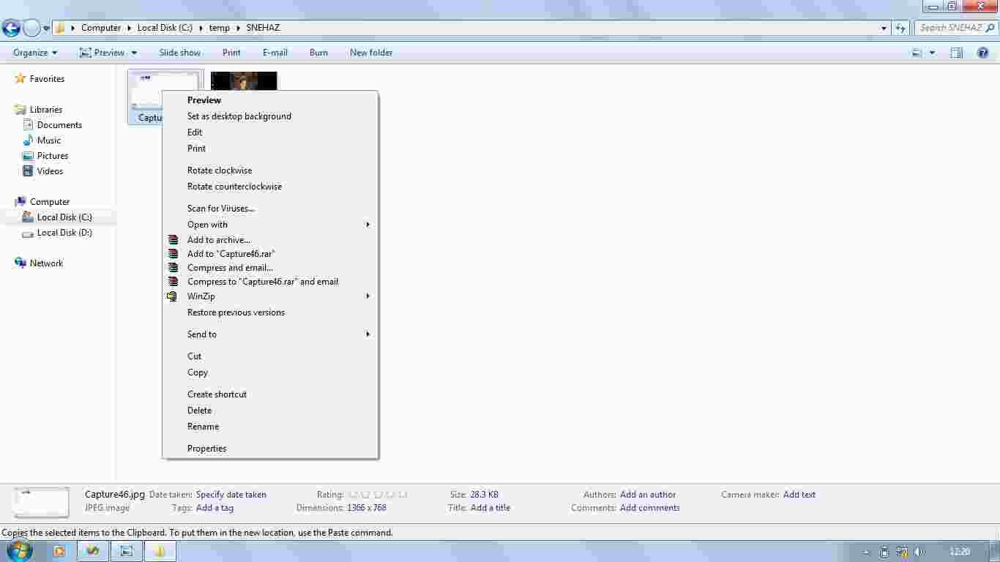 Computer Local Disk (C:) temp SNEHAZ Search SNEHAZ
Organize Preview Slide show Print E-mail Burn New folder
Favorites
Libraries
Documents
Music
Pictures
Videos
Computer
Local Disk (C:)
Local Disk (D:)
Network
Captu
Preview
Set as desktop background
Edit
Print
Rotate clockwise
Rotate counterclockwise
Scan for Viruses...
Open with
Add to archive...
Add to "Capture46.rar"
Compress and email...
Compress to "Capture46.rar" and email
WinZip
Restore previous versions
Send to
Cut
Copy
Create shortcut
Delete
Rename
Properties
Capture46.jpg Date taken: Specify date taken Rating: Size: 28.3 KB Authors: Add an author Camera maker: Add text
JPEG image Tags: Add a tag Dimensions: 1366 x 768 Title: Add a title Comments: Add comments
Copies the selected items to the Clipboard. To put them in the new location, use the Paste command.
12:20